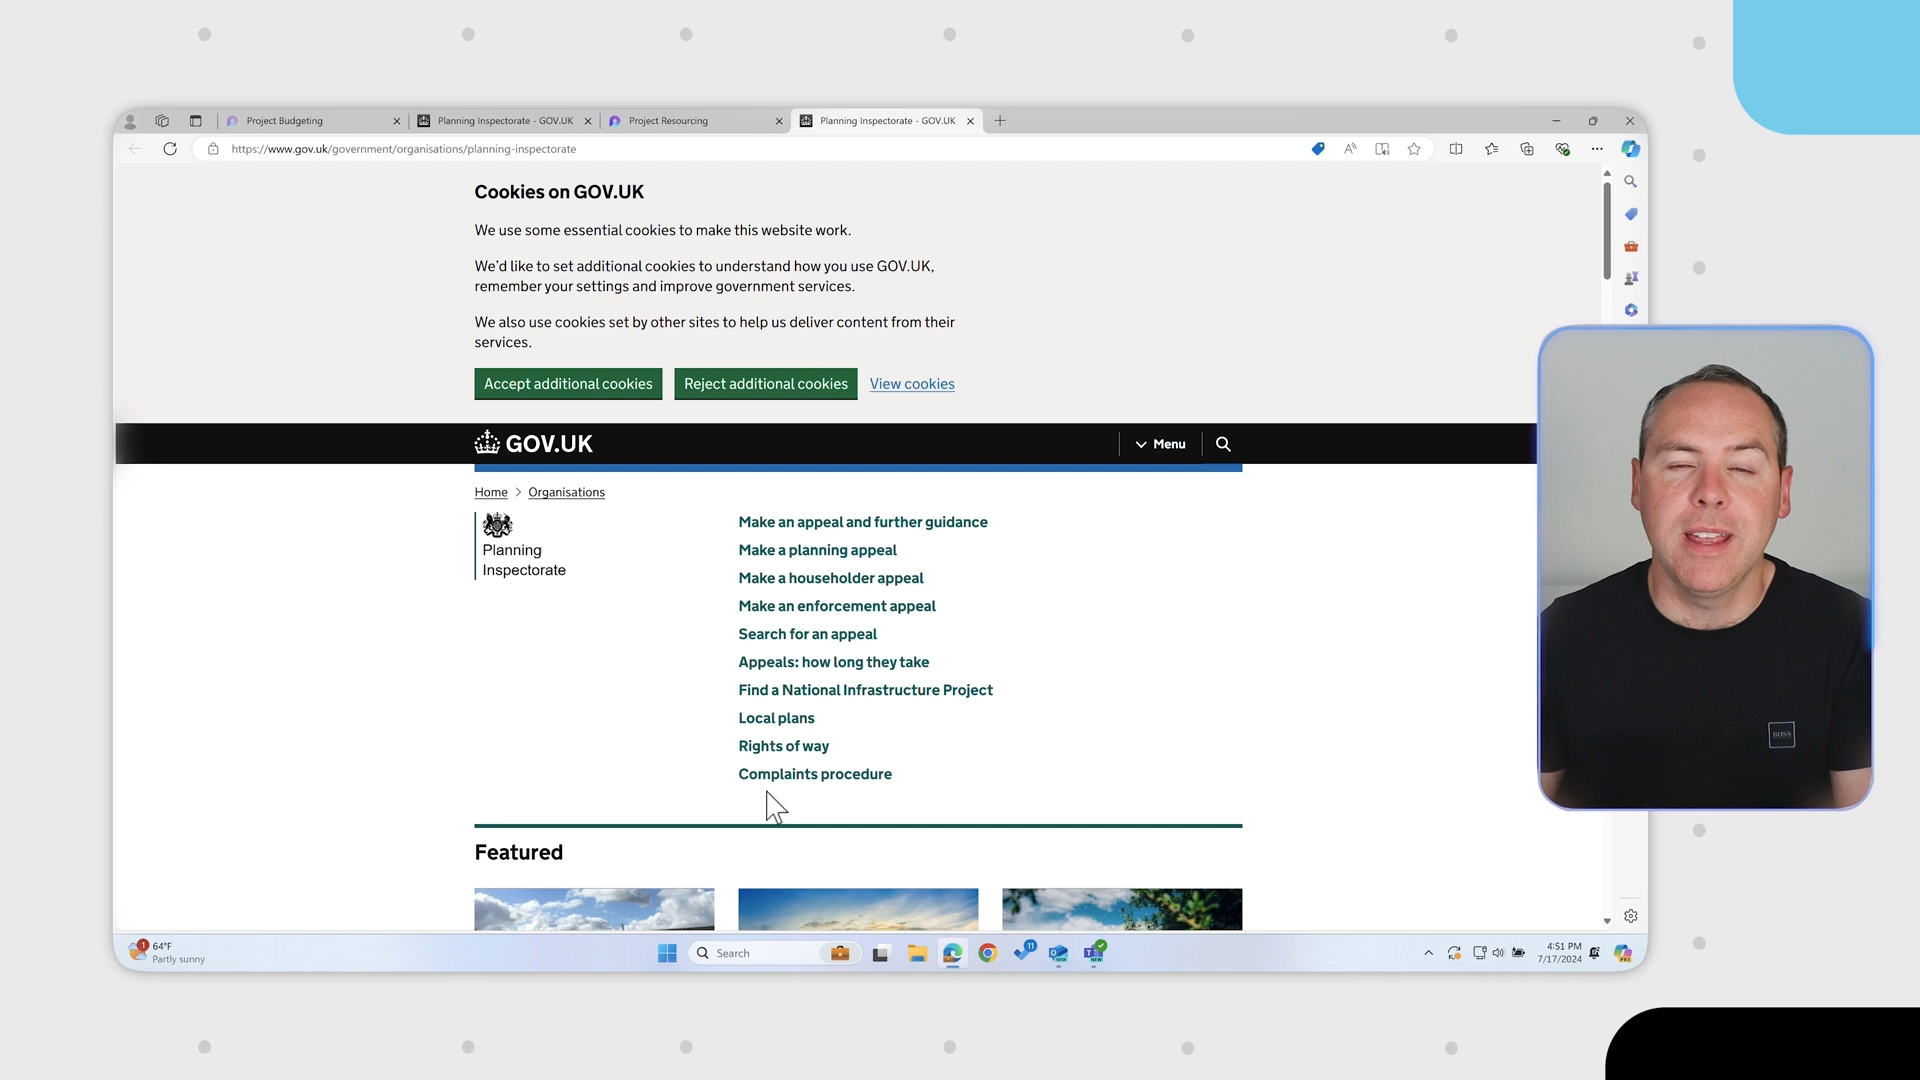 Project Budgeting
Planning Inspectorate - GOV.UK
Project Resourcing
Planning Inspectorate - GOV.UK
https://www.gov.uk/government/organisations/planning-inspectorate
Cookies on GOV.UK
We use some essential cookies to make this website work.
We'd like to set additional cookies to understand how you use GOV.UK,
remember your settings and improve government services.
We also use cookies set by other sites to help us deliver content from their
services.
Accept additional cookies
Reject additional cookies
View cookies
GOV.UK
Menu
Home
Organisations
Planning
Inspectorate
Make an appeal and further guidance
Make a planning appeal
Make a householder appeal
Make an enforcement appeal
Search for an appeal
Appeals: how long they take
Find a National Infrastructure Project
Local plans
Rights of way
Complaints procedure
Featured
BOSS
1
64°F
Partly sunny
Search
11
NEW
NEW
4:51 PM
7/17/2024
PRE